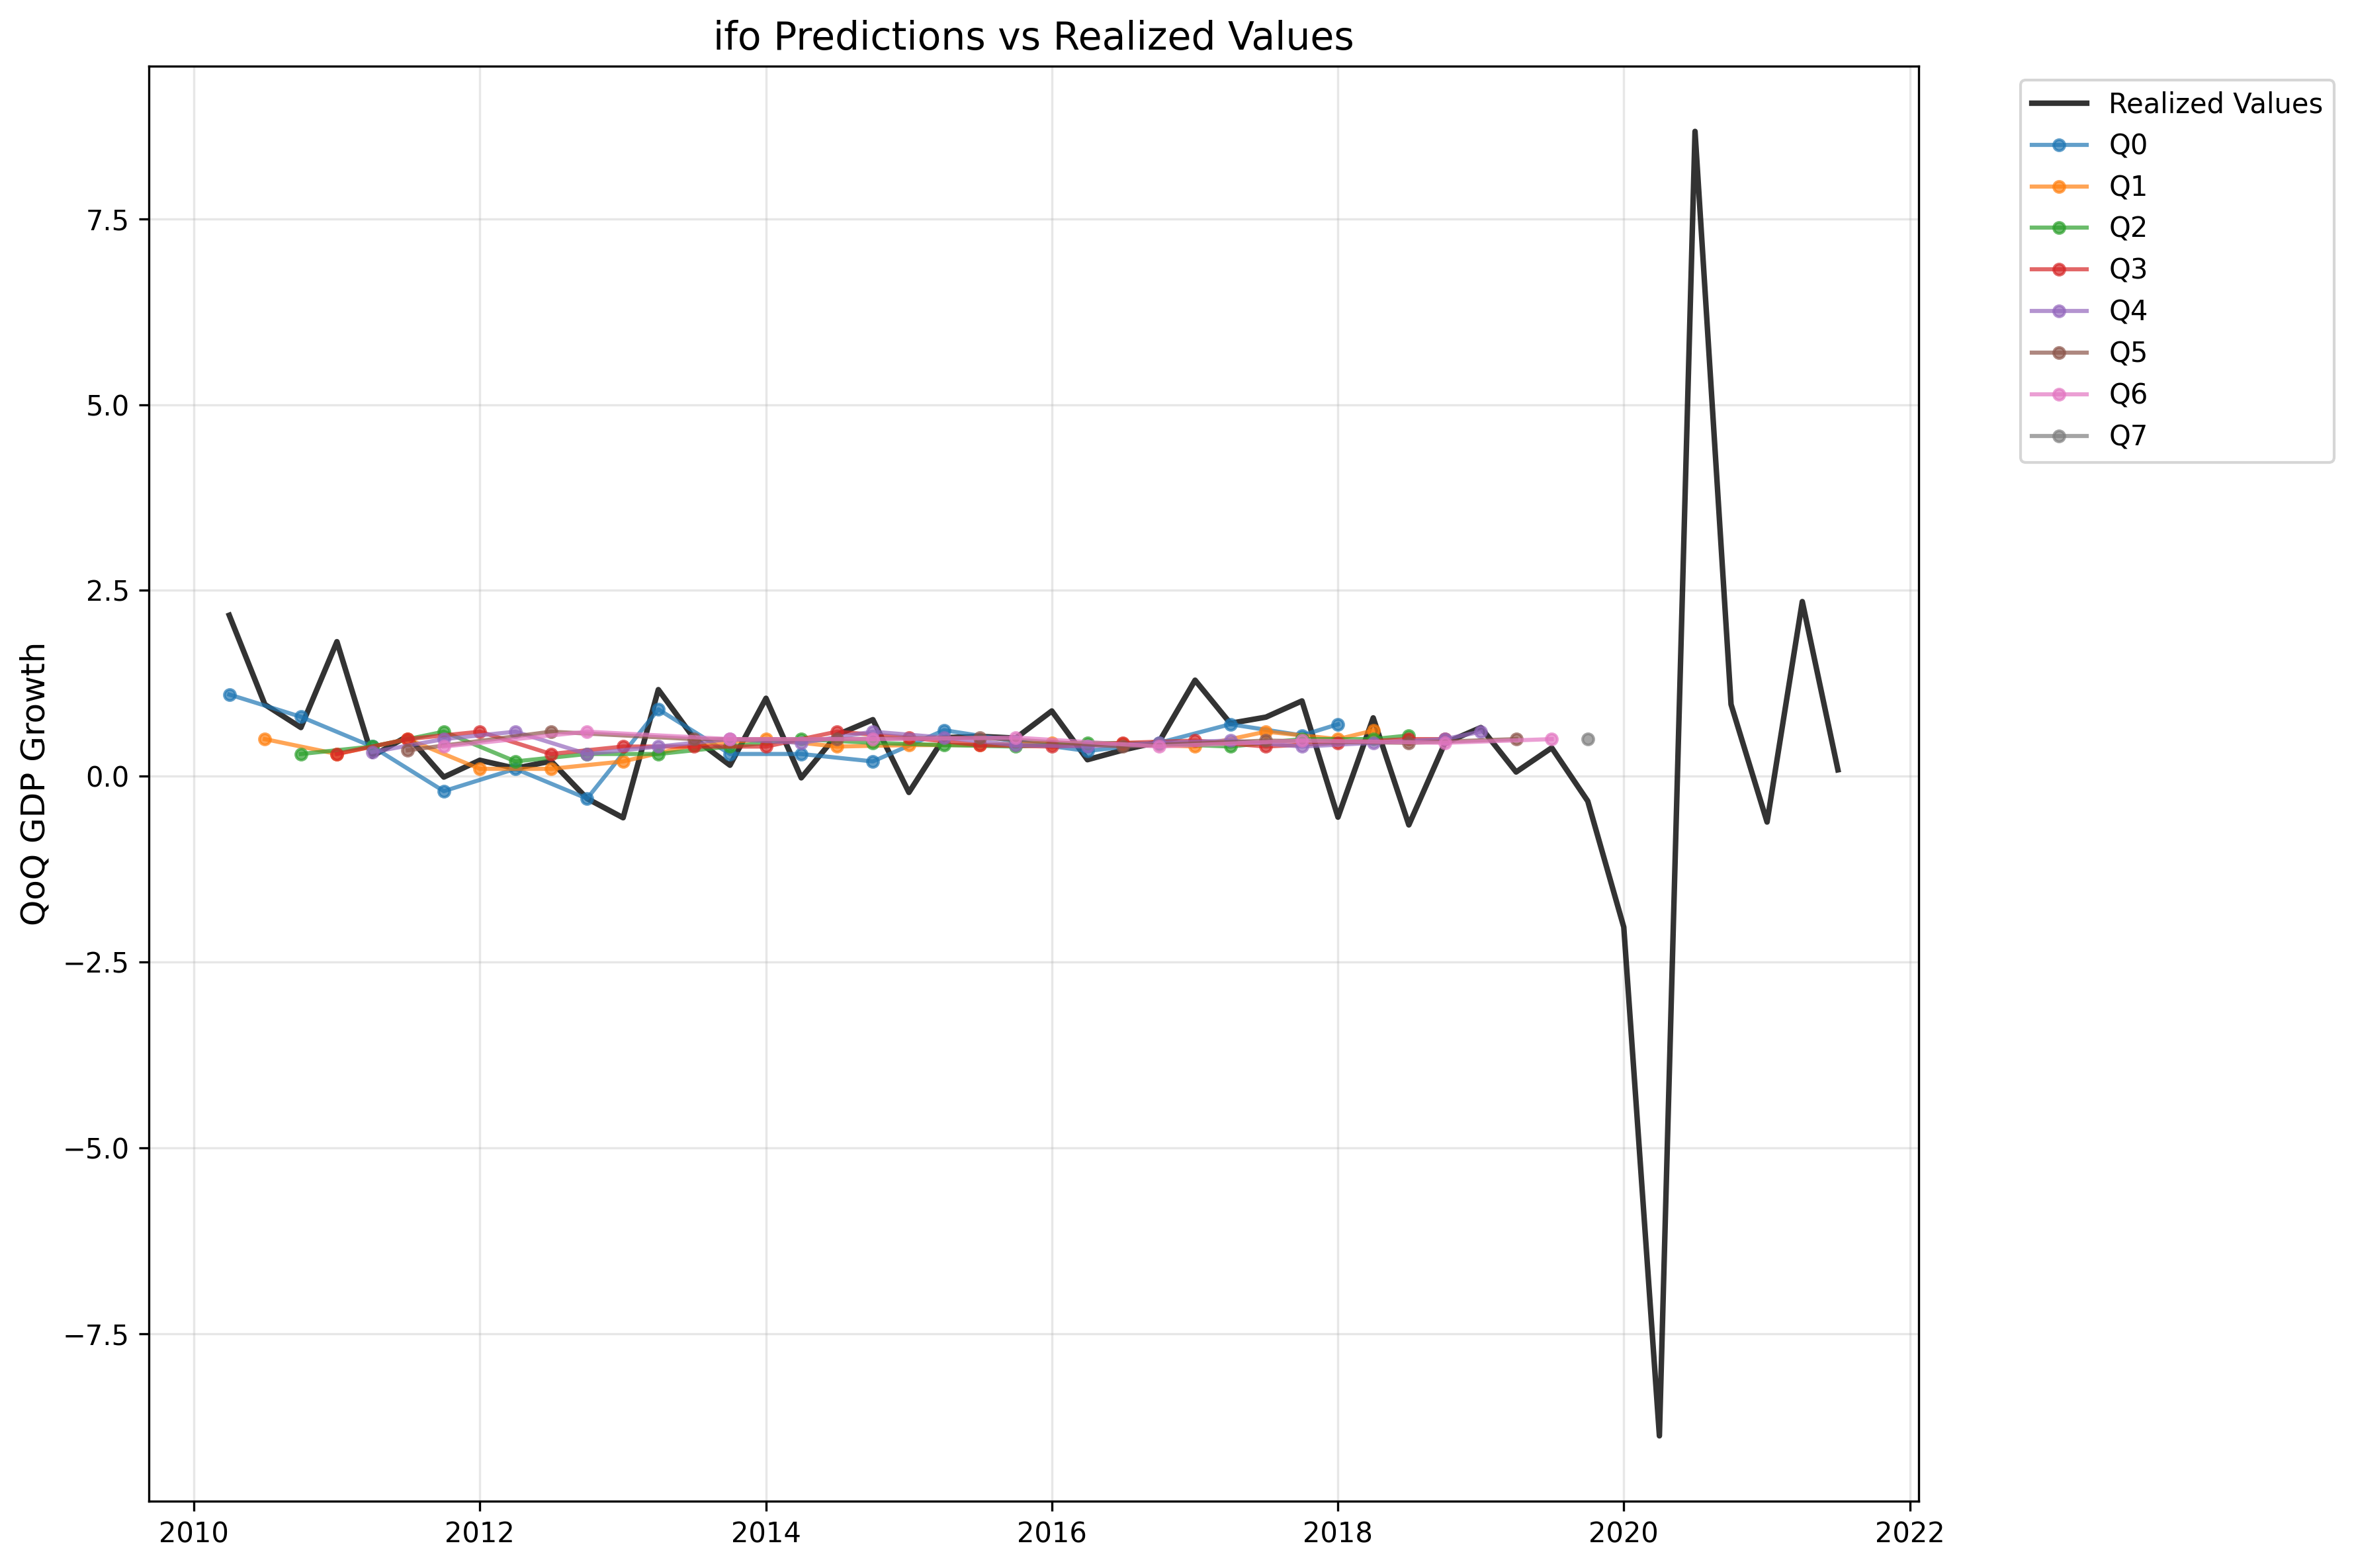 ifo Predictions vs Realized Values
QoQ GDP Growth
7.5
5.0
2.5
0.0
−2.5
−5.0
−7.5
2010
2012
2014
2016
2018
2020
2022
Realized Values
Q0
Q1
Q2
Q3
Q4
Q5
Q6
Q7